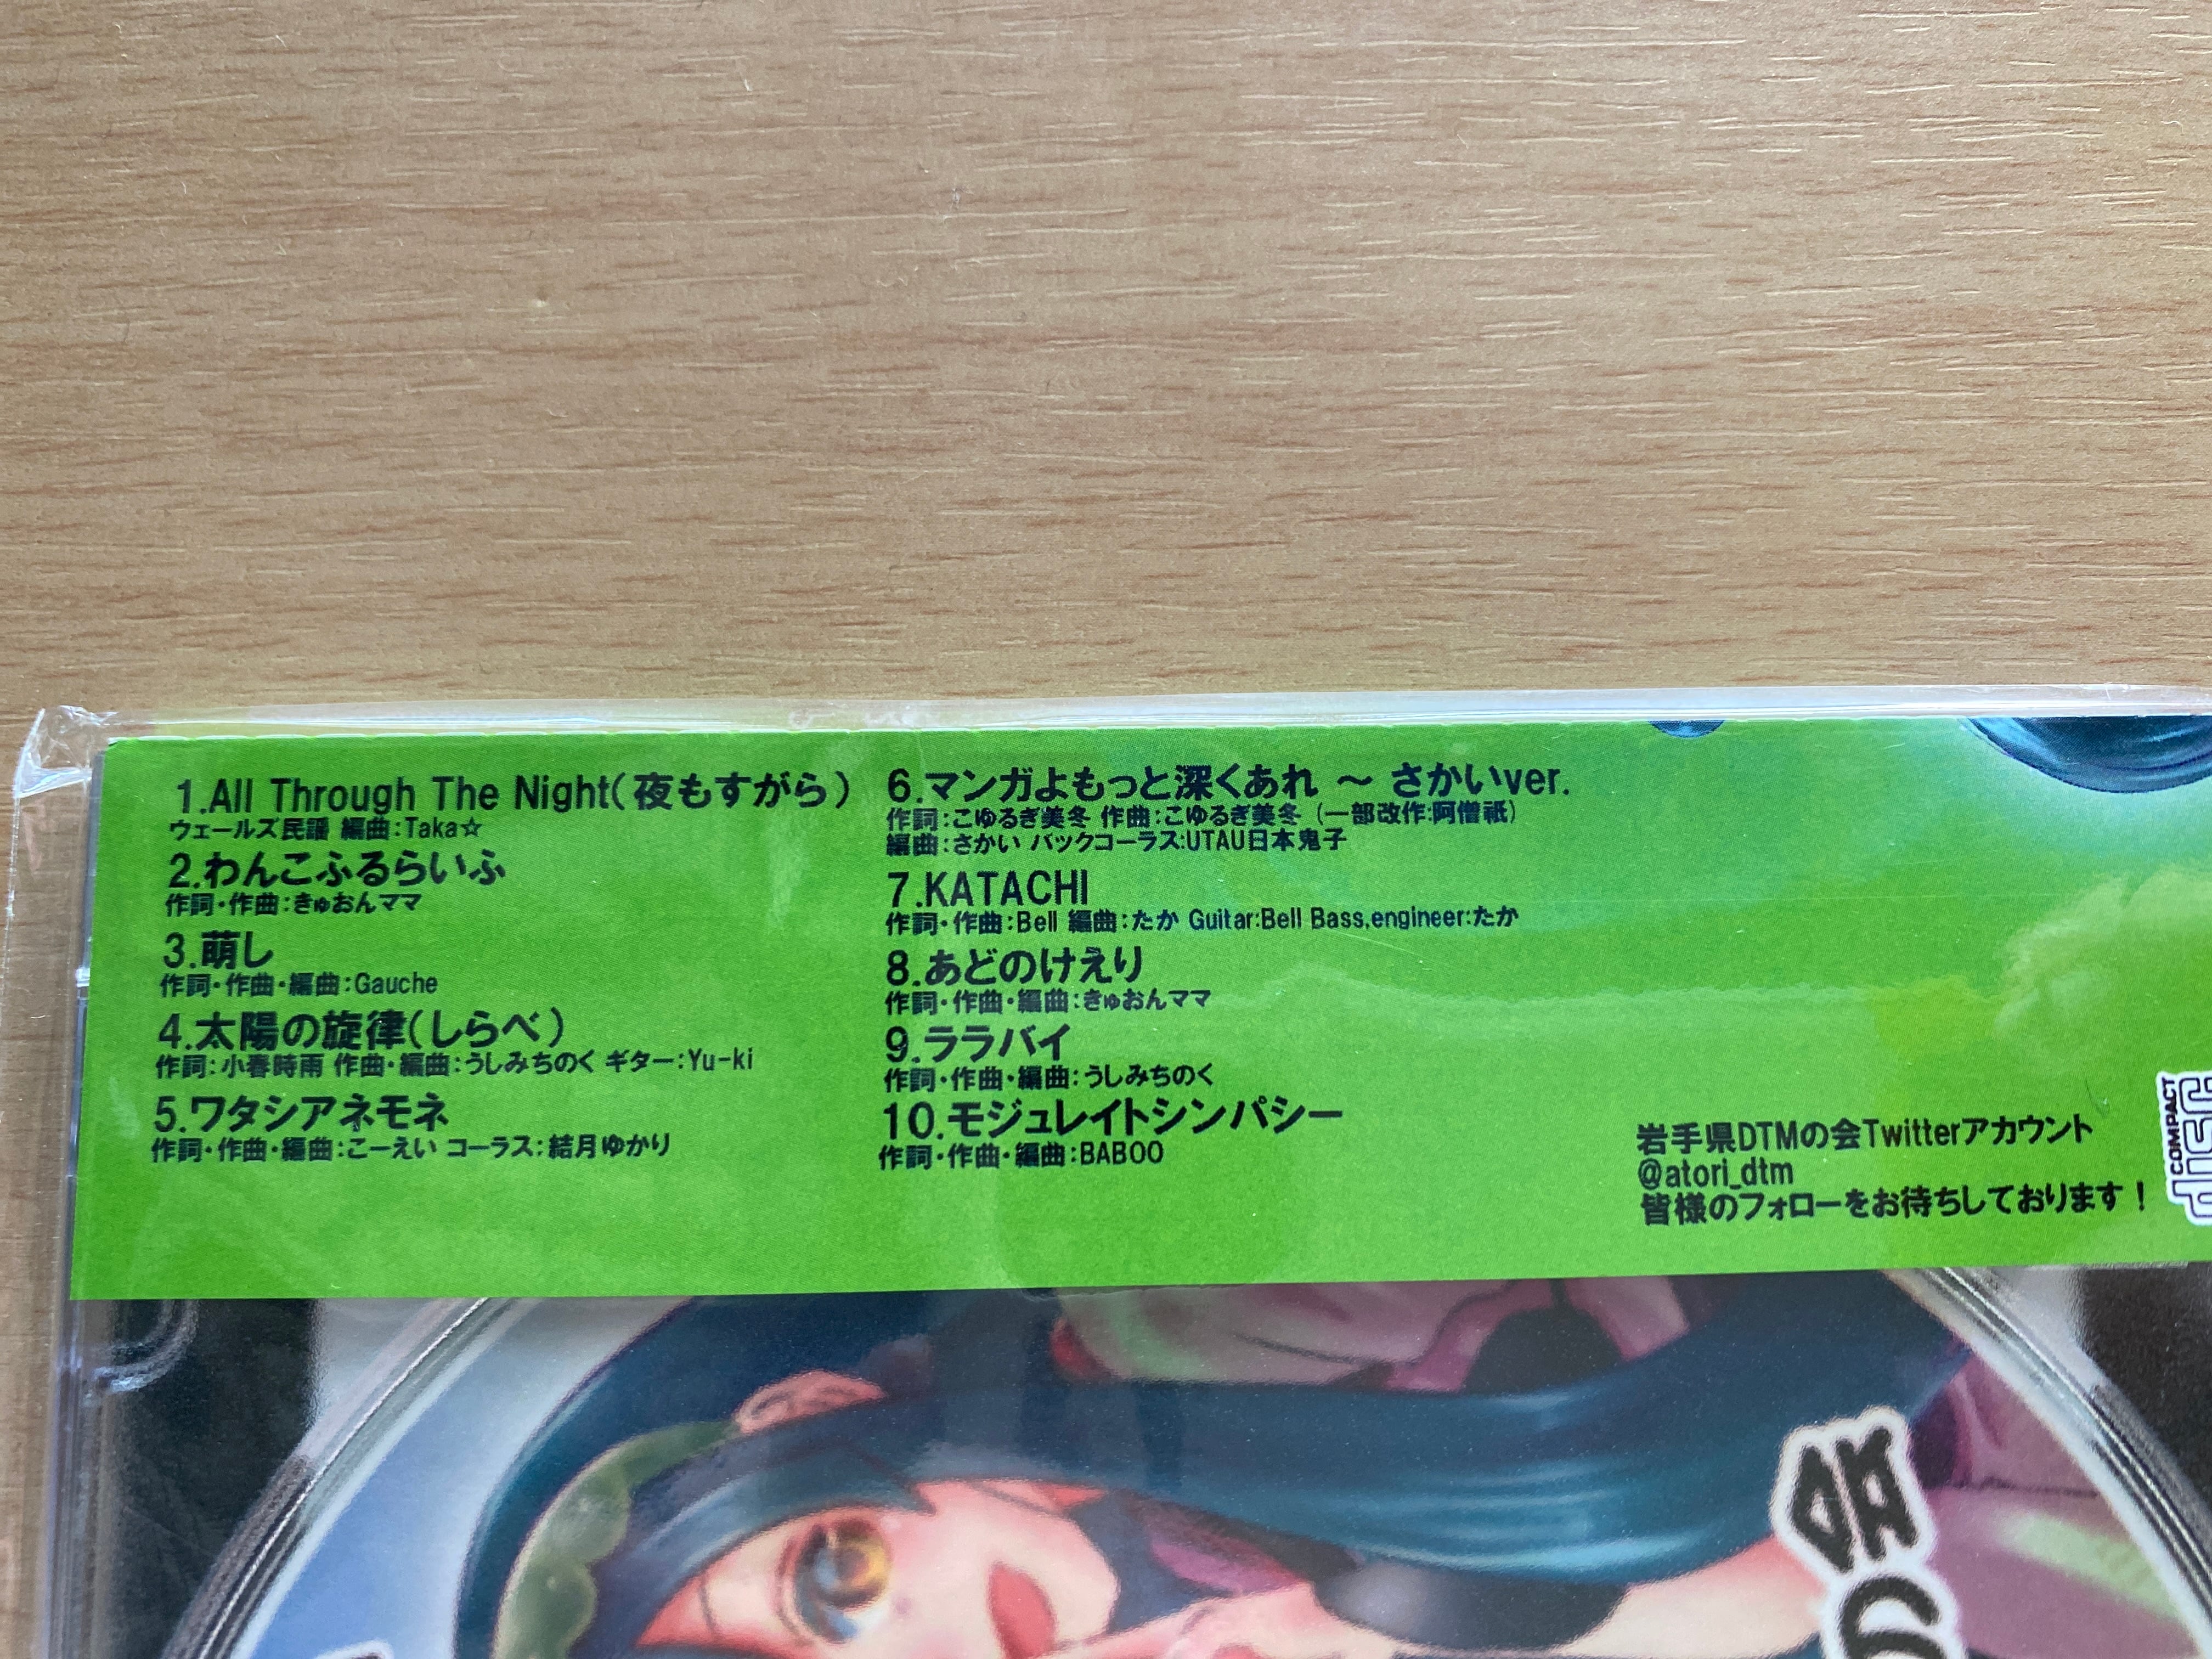 1.All Through The Night(夜もすがら)
ウェールズ民謡 編曲:Taka☆
2.わんこふるらいふ
作詞・作曲:きゅおんママ
3.萌し
作詞・作曲・編曲:Gauche
4.太陽の旋律(しらべ)
作詞:小春時雨 作曲・編曲:うしみちのく ギター:Yu-ki
5.ワタシアネモネ
作詞・作曲・編曲:こーえい コーラス:結月ゆかり
6.マンガよもっと深くあれ ～ さかいver.
作詞:こゆるぎ美冬 作曲:こゆるぎ美冬 (一部改作:阿僧祇)
編曲:さかい バックコーラス:UTAU日本鬼子
7.KATACHI
作詞・作曲:Bell 編曲:たか Guitar:Bell Bass,engineer:たか
8.あどのけえり
作詞・作曲・編曲:きゅおんママ
9.ララバイ
作詞・作曲・編曲:うしみちのく
10.モジュレイトシンパシー
作詞・作曲・編曲:BABOO
岩手県DTMの会Twitterアカウント
@atori_dtm
皆様のフォローをお待ちしております！
COMPACT
disc